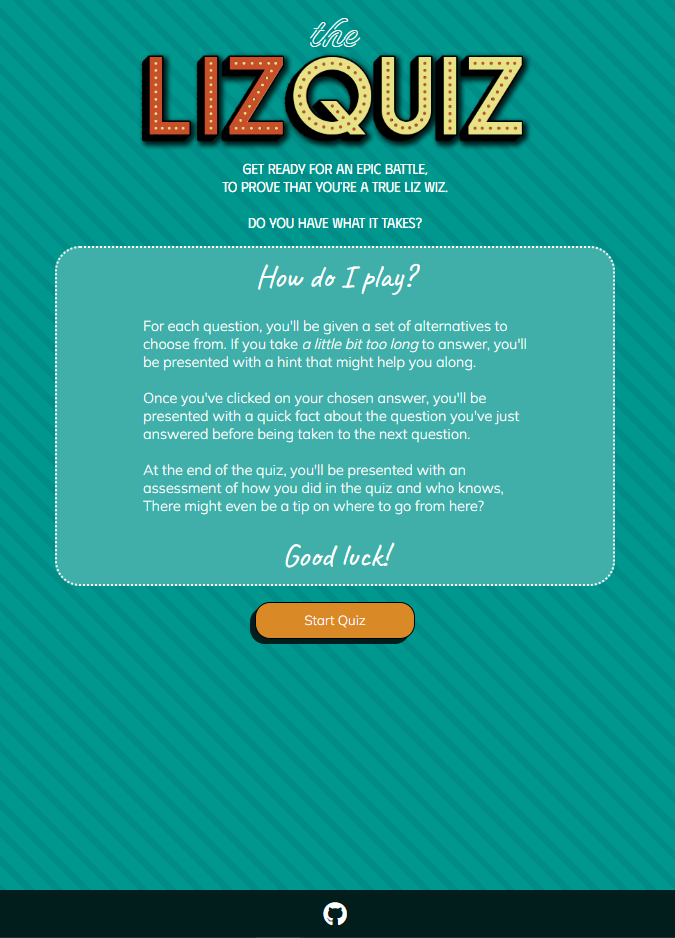 the
LIZQUIZ
GET READY FOR AN EPIC BATTLE,
TO PROVE THAT YOU'RE A TRUE LIZ WIZ.
DO YOU HAVE WHAT IT TAKES?
How do I play?
For each question, you'll be given a set of alternatives to
choose from. If you take a little bit too long to answer, you'll
be presented with a hint that might help you along.
Once you've clicked on your chosen answer, you'll be
presented with a quick fact about the question you've just
answered before being taken to the next question.
At the end of the quiz, you'll be presented with an
assessment of how you did in the quiz and who knows,
There might even be a tip on where to go from here?
Good luck!
Start Quiz